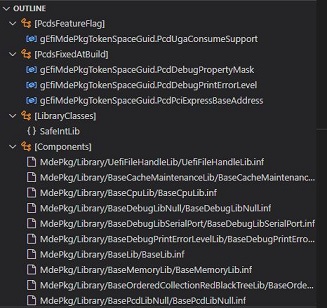 OUTLINE
[PcdsFeatureFlag]
gEfiMdePkgTokenSpaceGuid.PcdUgaConsumeSupport
[PcdsFixedAtBuild]
gEfiMdePkgTokenSpaceGuid.PcdDebugPropertyMask
gEfiMdePkgTokenSpaceGuid.PcdDebugPrintErrorLevel
gEfiMdePkgTokenSpaceGuid.PcdPciExpressBaseAddress
[LibraryClasses]
SafeIntLib
[Components]
MdePkg/Library/UefiFileHandleLib/UefiFileHandleLib.inf
MdePkg/Library/BaseCacheMaintenanceLib/BaseCacheMaintenanc...
MdePkg/Library/BaseCpuLib/BaseCpuLib.inf
MdePkg/Library/BaseDebugLibNull/BaseDebugLibNull.inf
MdePkg/Library/BaseDebugLibSerialPort/BaseDebugLibSerialPort.inf
MdePkg/Library/BaseDebugPrintErrorLevelLib/BaseDebugPrintErro...
MdePkg/Library/BaseLib/BaseLib.inf
MdePkg/Library/BaseMemoryLib/BaseMemoryLib.inf
MdePkg/Library/BaseOrderedCollectionRedBlackTreeLib/BaseOrde...
MdePkg/Library/BasePcdLibNull/BasePcdLibNull.inf